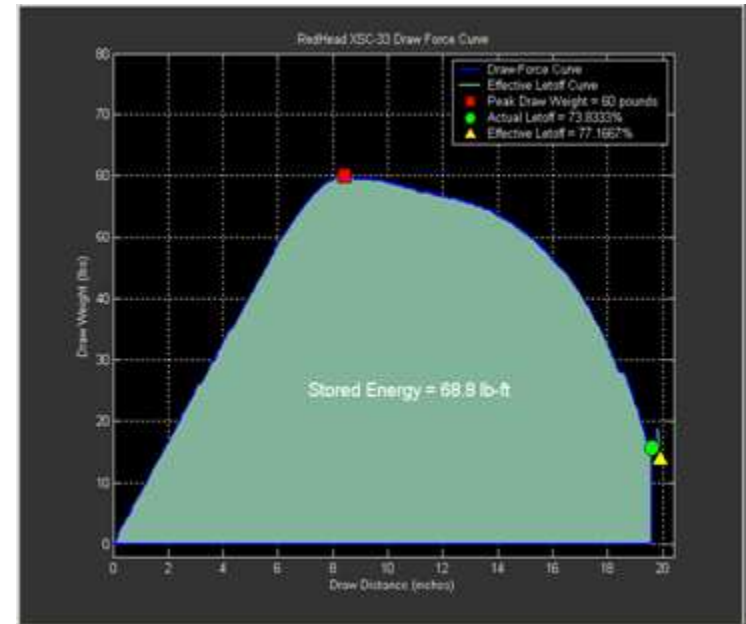 RedHead XSC-33 Draw Force Curve
Draw-Force Curve
Effective Letoff Curve
Peak Draw Weight = 60 pounds
Actual Letoff = 73.8333%
Effective Letoff = 77.1667%
80
70
60
50
40
30
20
10
0
Draw Weight (lbs)
Stored Energy = 68.8 lb-ft
0 2 4 6 8 10 12 14 16 18 20
Draw Distance (inches)